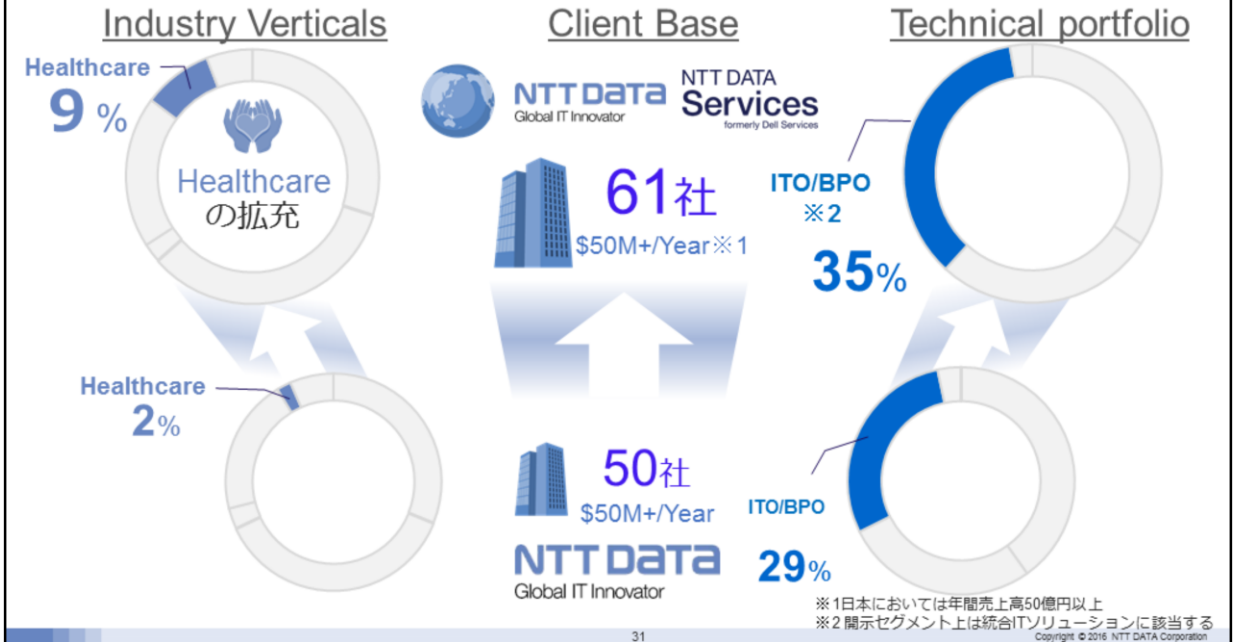 Industry Verticals
Client Base
Technical portfolio
Healthcare
9 %
Healthcare
の拡充
NTT DATA
Global IT Innovator
NTT DATA
Services
formerly Dell Services
61社
$50M+/Year※1
ITO/BPO
※2
35%
Healthcare
2%
50社
$50M+/Year
NTT DATA
Global IT Innovator
ITO/BPO
29%
※1日本においては年間売上高50億円以上
※2 開示セグメント上は統合ITソリューションに該当する
31
Copyright © 2016 NTT DATA Corporation